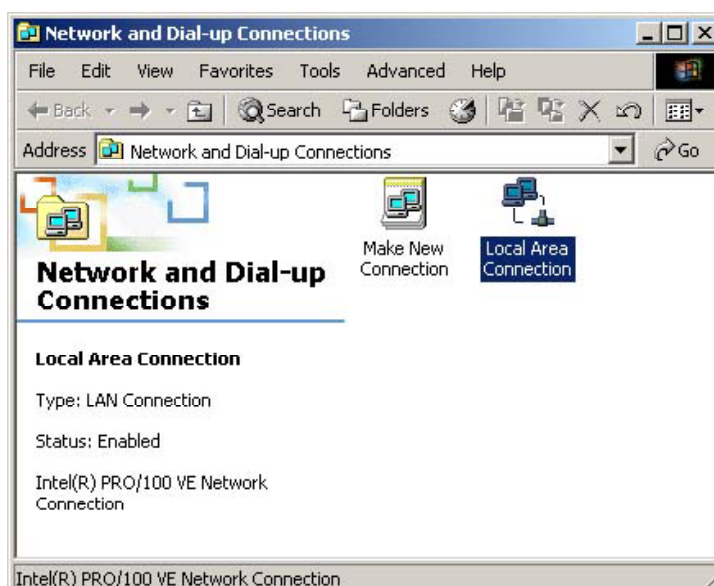 Network and Dial-up Connections
File Edit View Favorites Tools Advanced Help
Back Search Folders
Address Network and Dial-up Connections Go
Make New
Connection
Local Area
Connection
Network and Dial-up
Connections
Local Area Connection
Type: LAN Connection
Status: Enabled
Intel(R) PRO/100 VE Network
Connection
Intel(R) PRO/100 VE Network Connection